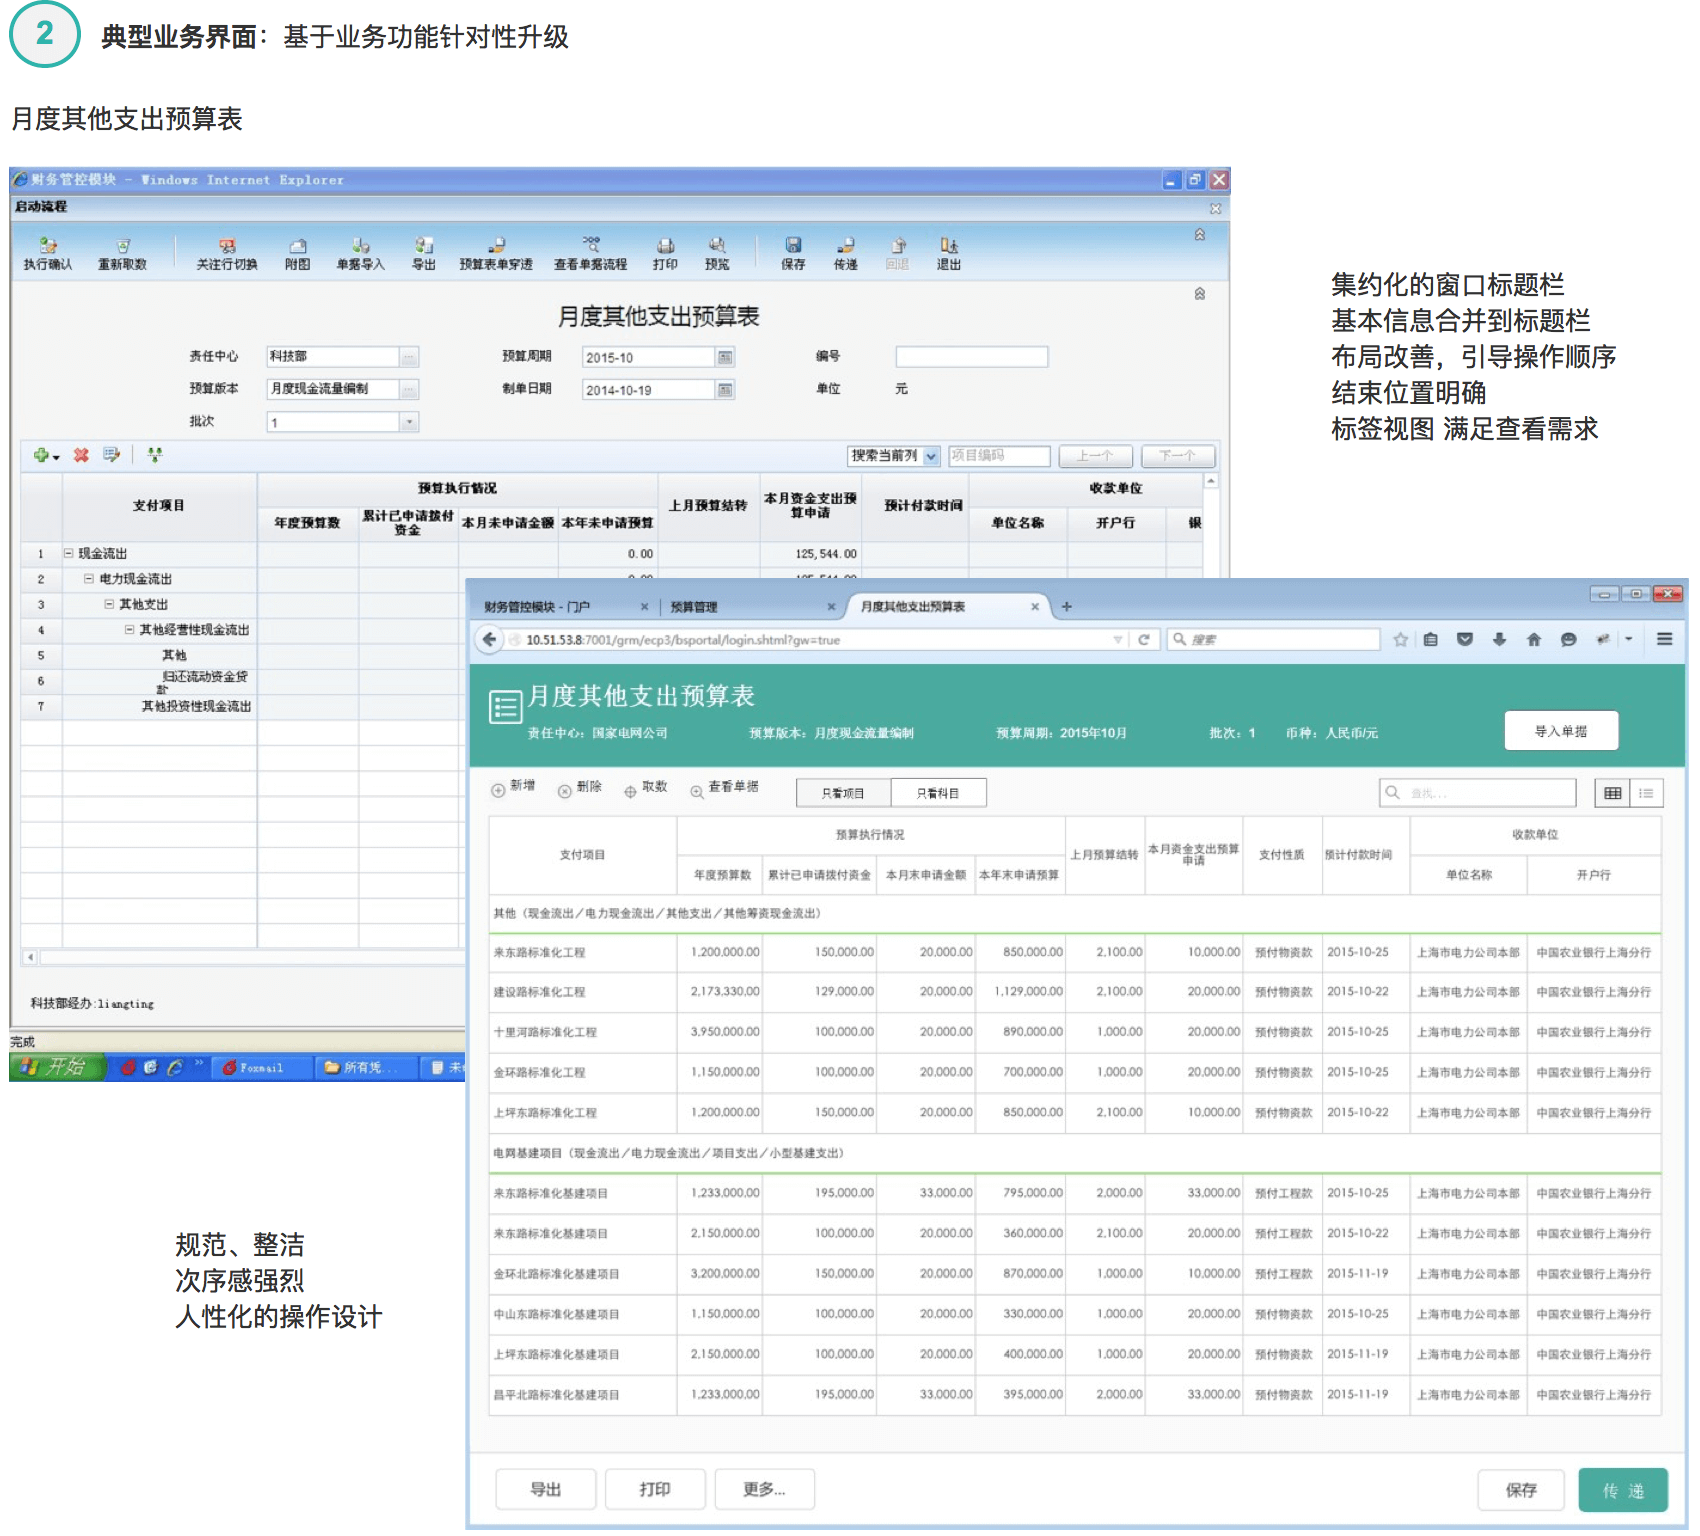 2
典型业务界面：基于业务功能针对性升级
月度其他支出预算表
财务管控模块 - Windows Internet Explorer
启动流程
执行确认 重新取数 关注行切换 附图 单据导入 导出 预算表单穿透 查看单据流程 打印 预览 保存 传递 回退 退出
月度其他支出预算表
责任中心 科技部 预算周期 2015-10 编号
预算版本 月度现金流量编制 制单日期 2014-10-19 单位 元
批次 1
搜索当前列 项目编码 上一个 下一个
支付项目 预算执行情况 上月预算结转 本月资金支出预算申请 预计付款时间 收款单位
年度预算数 累计已申请拨付资金 本月未申请金额 本年未申请预算 单位名称 开户行 银
1 现金流出 0.00 125,544.00
2 电力现金流出
3 其他支出
4 其他经营性现金流出
5 其他
6 归还流动资金贷款
7 其他投资性现金流出
科技部经办:liangting
完成
开始 Foxmail 所有凭...
集约化的窗口标题栏
基本信息合并到标题栏
布局改善，引导操作顺序
结束位置明确
标签视图 满足查看需求
财务管控模块 - 门户 预算管理 月度其他支出预算表
10.51.53.8:7001/grm/ecp3/bsportal/login.shtml?gw=true 搜索
月度其他支出预算表
责任中心：国家电网公司 预算版本：月度现金流量编制 预算周期：2015年10月 批次：1 币种：人民币/元 导入单据
新增 删除 取数 查看单据 只看项目 只看科目 查找...
支付项目 预算执行情况 上月预算结转 本月资金支出预算申请 支付性质 预计付款时间 收款单位
年度预算数 累计已申请拨付资金 本月末申请金额 本年末申请预算 单位名称 开户行
其他（现金流出／电力现金流出／其他支出／其他筹资现金流出）
来东路标准化工程 1,200,000.00 150,000.00 20,000.00 850,000.00 2,100.00 10,000.00 预付物资款 2015-10-25 上海市电力公司本部 中国农业银行上海分行
建设路标准化工程 2,173,330.00 129,000.00 20,000.00 1,129,000.00 2,100.00 20,000.00 预付物资款 2015-10-22 上海市电力公司本部 中国农业银行上海分行
十里河路标准化工程 3,950,000.00 100,000.00 20,000.00 890,000.00 1,000.00 20,000.00 预付物资款 2015-10-25 上海市电力公司本部 中国农业银行上海分行
金环路标准化工程 1,150,000.00 100,000.00 20,000.00 700,000.00 1,000.00 20,000.00 预付物资款 2015-10-25 上海市电力公司本部 中国农业银行上海分行
上坪东路标准化工程 1,200,000.00 150,000.00 20,000.00 850,000.00 2,100.00 10,000.00 预付物资款 2015-10-22 上海市电力公司本部 中国农业银行上海分行
电网基建项目（现金流出／电力现金流出／项目支出／小型基建支出）
来东路标准化基建项目 1,233,000.00 195,000.00 33,000.00 795,000.00 2,000.00 33,000.00 预付工程款 2015-10-25 上海市电力公司本部 中国农业银行上海分行
来东路标准化基建项目 2,150,000.00 100,000.00 20,000.00 360,000.00 2,100.00 20,000.00 预付工程款 2015-10-22 上海市电力公司本部 中国农业银行上海分行
金环北路标准化基建项目 3,200,000.00 150,000.00 20,000.00 870,000.00 1,000.00 10,000.00 预付工程款 2015-11-19 上海市电力公司本部 中国农业银行上海分行
中山东路标准化基建项目 1,150,000.00 100,000.00 20,000.00 330,000.00 1,000.00 20,000.00 预付物资款 2015-10-25 上海市电力公司本部 中国农业银行上海分行
上坪东路标准化基建项目 2,150,000.00 100,000.00 20,000.00 400,000.00 1,000.00 20,000.00 预付物资款 2015-11-19 上海市电力公司本部 中国农业银行上海分行
昌平北路标准化基建项目 1,233,000.00 195,000.00 33,000.00 395,000.00 2,000.00 33,000.00 预付物资款 2015-11-19 上海市电力公司本部 中国农业银行上海分行
导出 打印 更多... 保存 传 递
规范、整洁
次序感强烈
人性化的操作设计